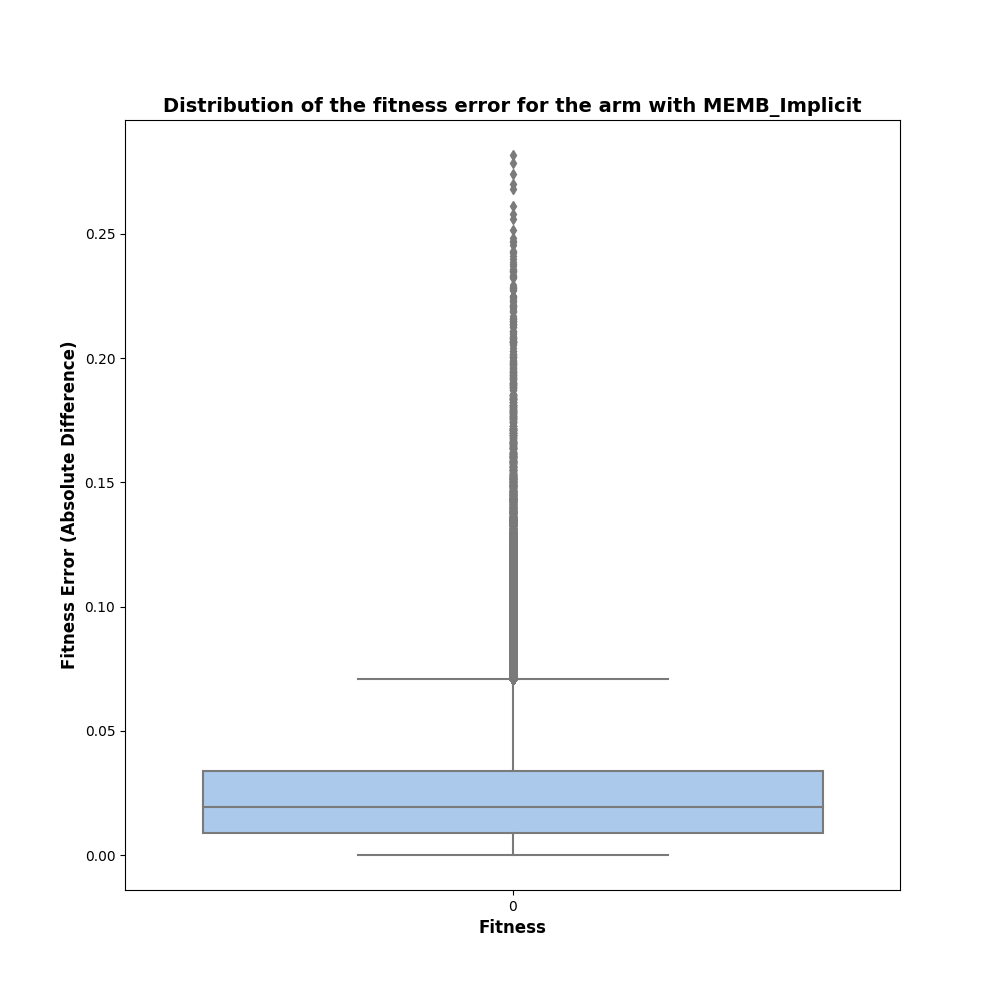 Distribution of the fitness error for the arm with MEMB_Implicit
Fitness Error (Absolute Difference)
0.25
0.20
0.15
0.10
0.05
0.00
0
Fitness